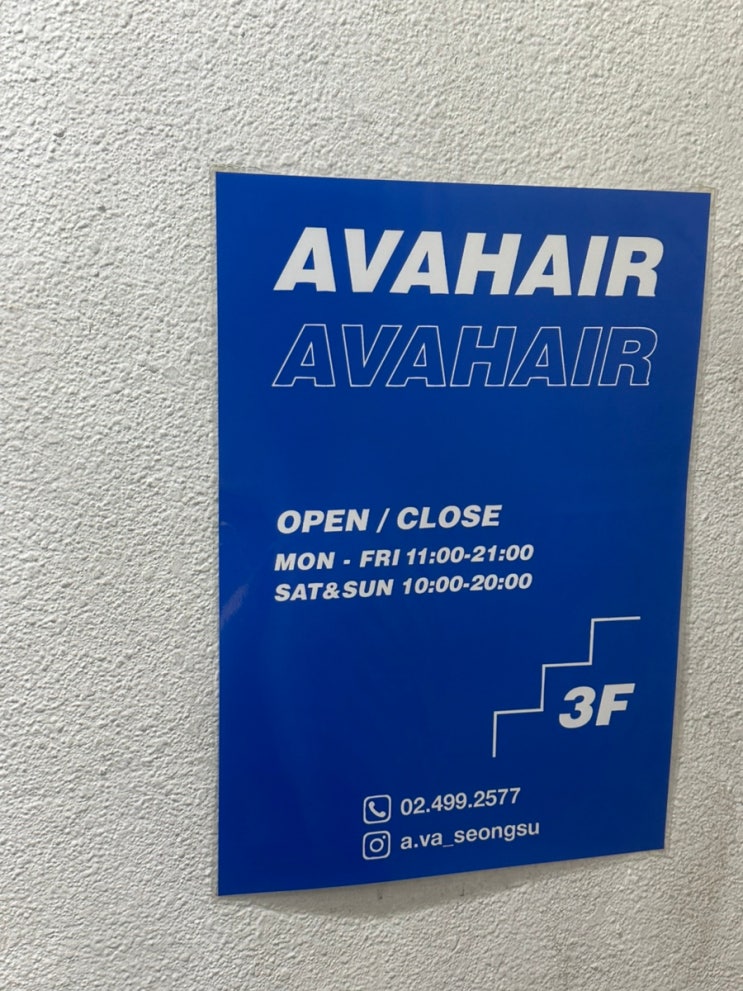 AVAHAIR
AVAHAIR
OPEN / CLOSE
MON - FRI 11:00-21:00
SAT&SUN 10:00-20:00
3F
02.499.2577
a.va_seongsu